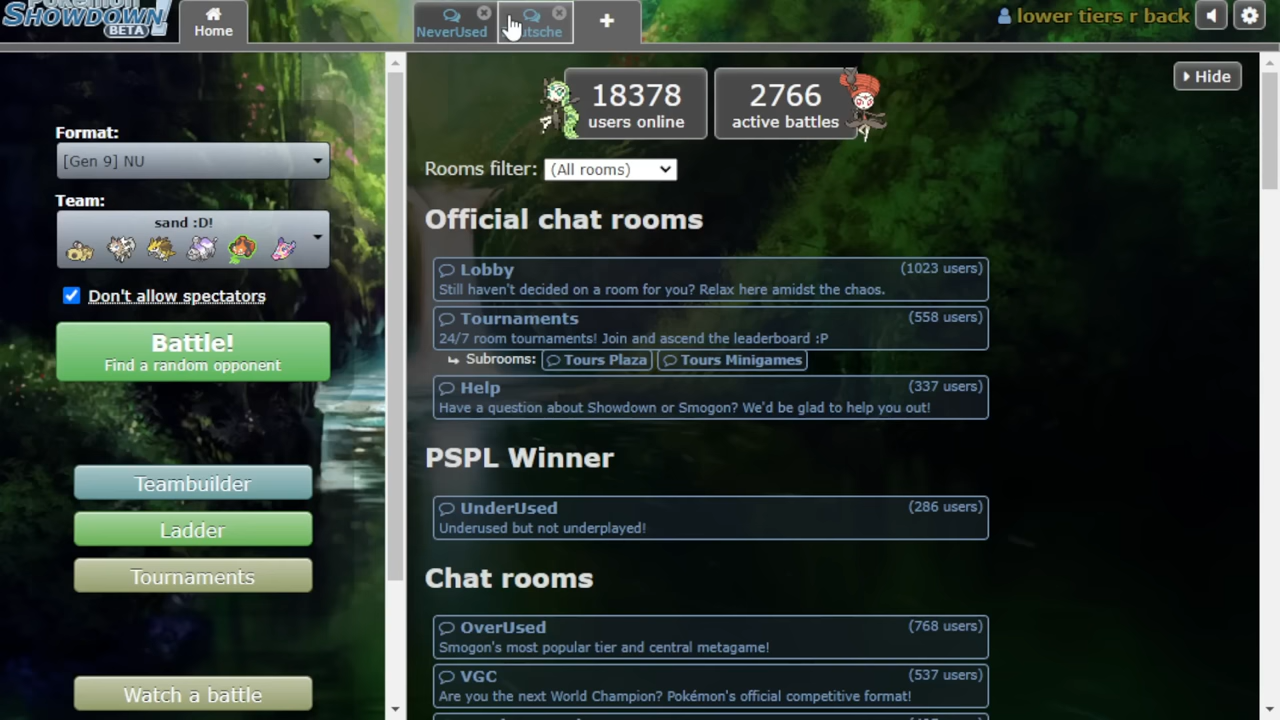 Pokémon
SHOWDOWN!
BETA
Home
NeverUsed
utsche
+
lower tiers r back
Format:
[Gen 9] NU
Team:
sand :D!
Don't allow spectators
Battle!
Find a random opponent
Teambuilder
Ladder
Tournaments
Watch a battle
18378
users online
2766
active battles
Hide
Rooms filter: (All rooms)
Official chat rooms
Lobby (1023 users)
Still haven't decided on a room for you? Relax here amidst the chaos.
Tournaments (558 users)
24/7 room tournaments! Join and ascend the leaderboard :P
↳ Subrooms: Tours Plaza Tours Minigames
Help (337 users)
Have a question about Showdown or Smogon? We'd be glad to help you out!
PSPL Winner
UnderUsed (286 users)
Underused but not underplayed!
Chat rooms
OverUsed (768 users)
Smogon's most popular tier and central metagame!
VGC (537 users)
Are you the next World Champion? Pokémon's official competitive format!